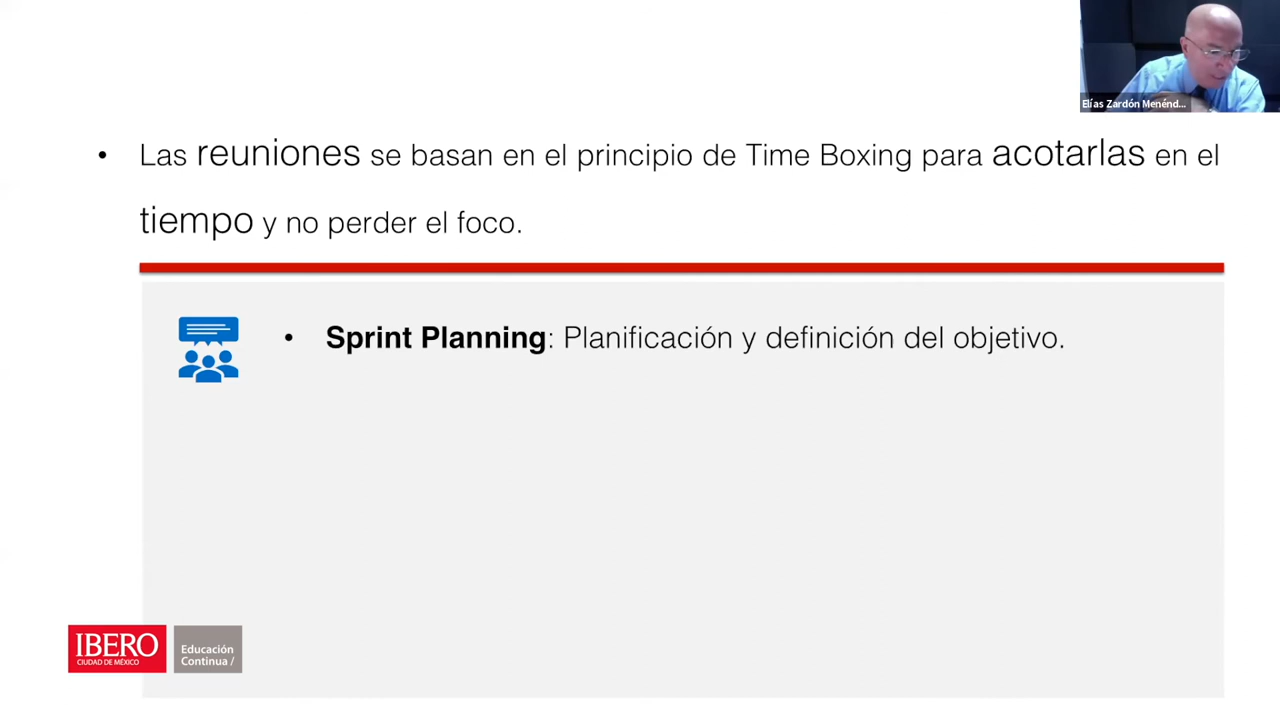 Elías Zardón Menénd...
• Las reuniones se basan en el principio de Time Boxing para acotarlas en el
tiempo y no perder el foco.
• Sprint Planning: Planificación y definición del objetivo.
IBERO
CIUDAD DE MÉXICO
Educación
Continua /